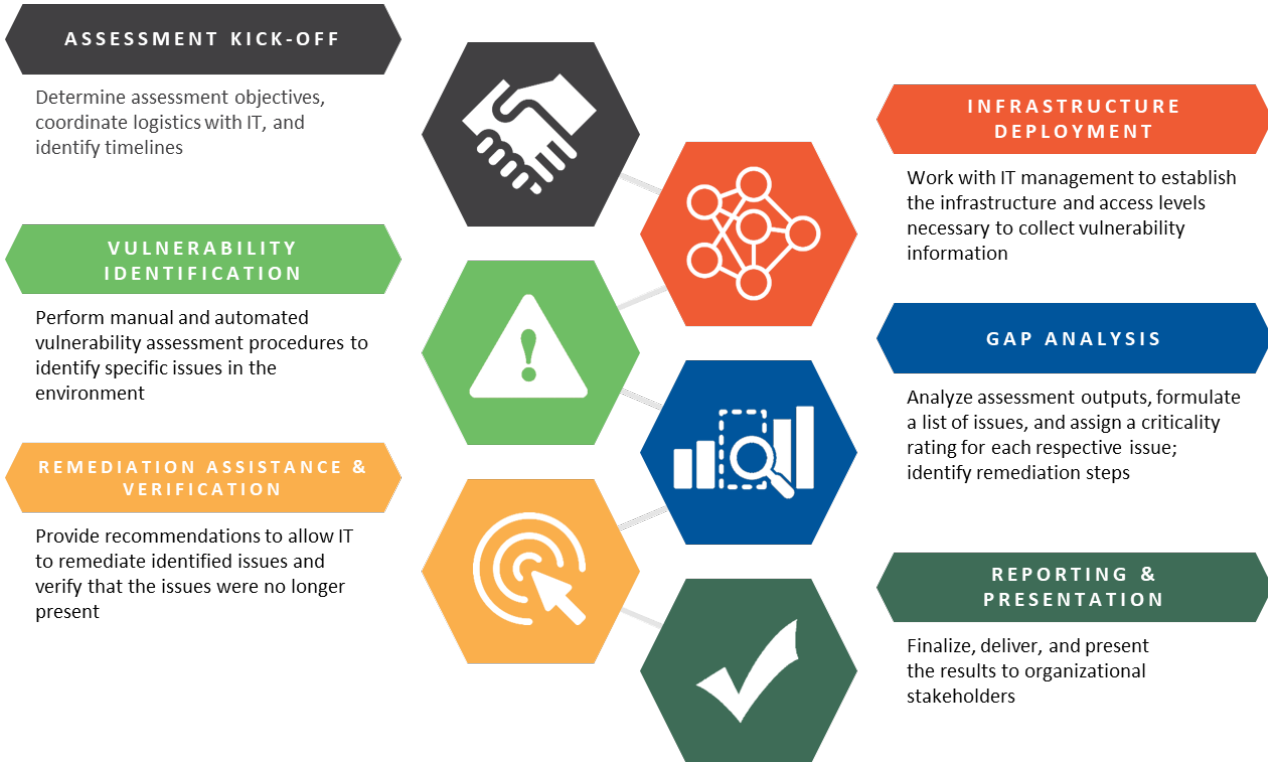 ASSESSMENT KICK-OFF
Determine assessment objectives,
coordinate logistics with IT, and
identify timelines
INFRASTRUCTURE
DEPLOYMENT
Work with IT management to establish
the infrastructure and access levels
necessary to collect vulnerability
information
VULNERABILITY
IDENTIFICATION
Perform manual and automated
vulnerability assessment procedures to
identify specific issues in the
environment
GAP ANALYSIS
Analyze assessment outputs, formulate
a list of issues, and assign a criticality
rating for each respective issue;
identify remediation steps
REMEDIATION ASSISTANCE &
VERIFICATION
Provide recommendations to allow IT
to remediate identified issues and
verify that the issues were no longer
present
REPORTING &
PRESENTATION
Finalize, deliver, and present
the results to organizational
stakeholders